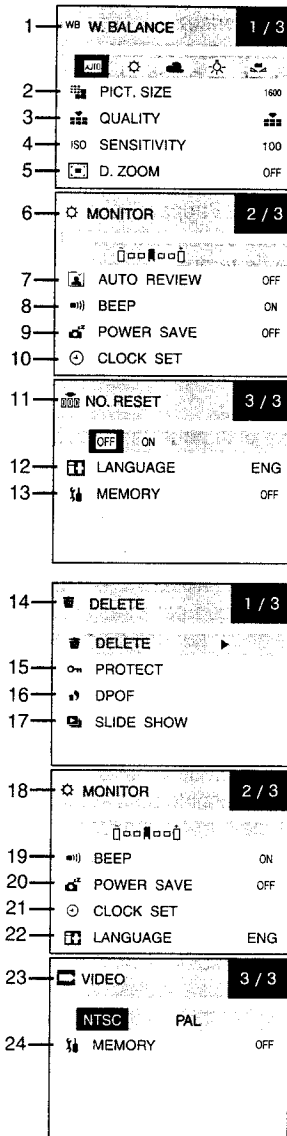 1 WB W. BALANCE 1 / 3
AUTO
2 PICT. SIZE 1600
3 QUALITY
4 ISO SENSITIVITY 100
5 D. ZOOM OFF
6 MONITOR 2 / 3
7 AUTO REVIEW OFF
8 BEEP ON
9 POWER SAVE OFF
10 CLOCK SET
11 NO. RESET 3 / 3
OFF ON
12 LANGUAGE ENG
13 MEMORY OFF
14 DELETE 1 / 3
DELETE
15 PROTECT
16 DPOF
17 SLIDE SHOW
18 MONITOR 2 / 3
19 BEEP ON
20 POWER SAVE OFF
21 CLOCK SET
22 LANGUAGE ENG
23 VIDEO 3 / 3
NTSC PAL
24 MEMORY OFF